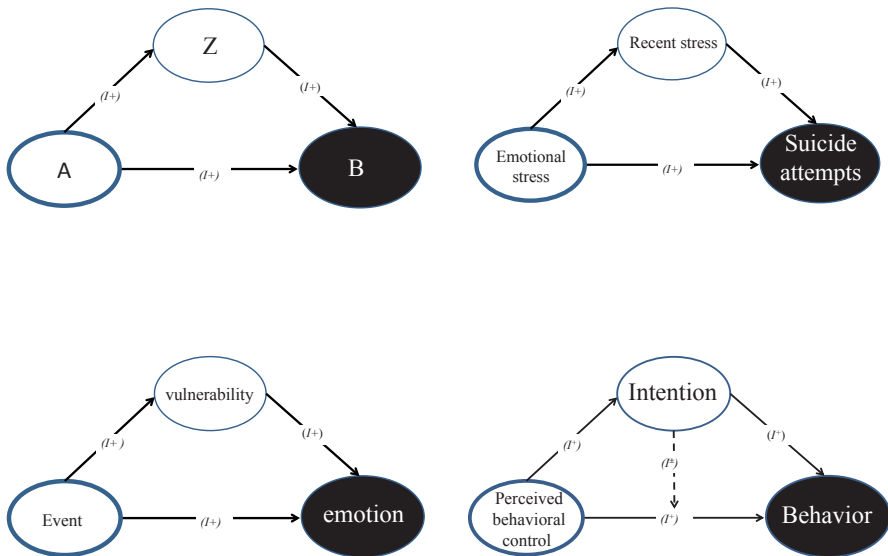 Z
(I+)
(I+)
A
(I+)
B
Recent stress
(I+)
(I+)
Emotional
stress
(I+)
Suicide
attempts
vulnerability
(I+)
(I+)
Event
(I+)
emotion
Intention
(I⁺)
(I⁺)
(I±)
Perceived
behavioral
control
(I⁺)
Behavior